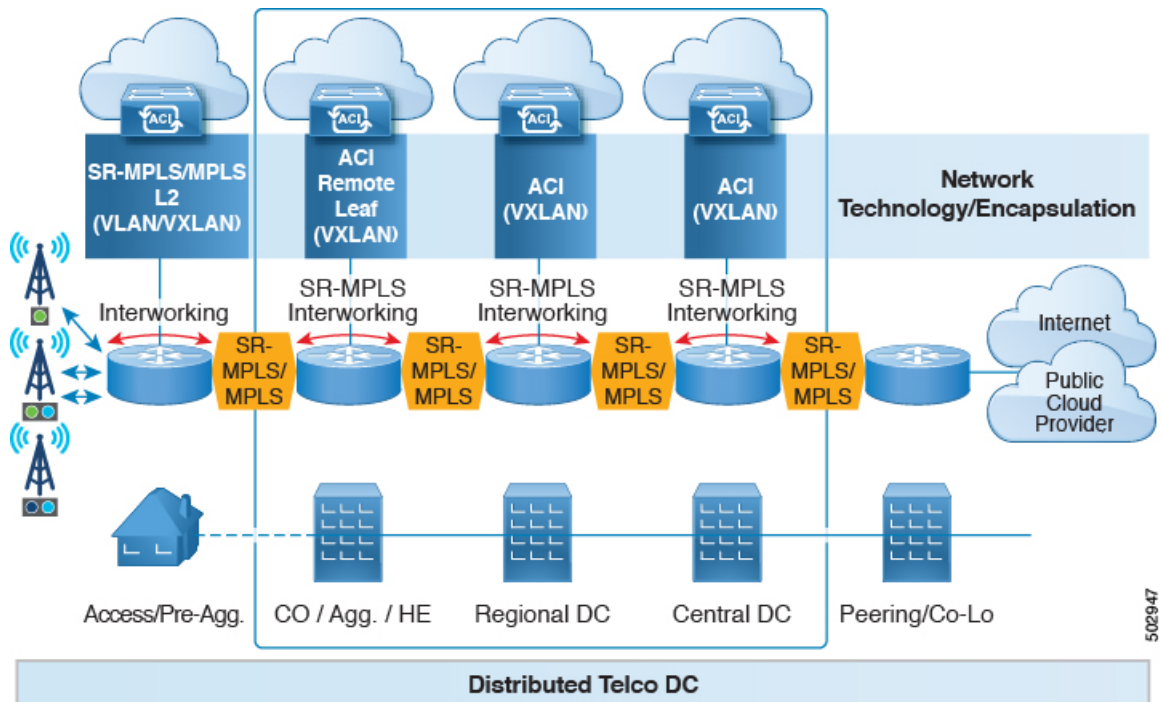 ACI
ACI
ACI
ACI
SR-MPLS/MPLS
L2
(VLAN/VXLAN)
ACI
Remote
Leaf
(VXLAN)
ACI
(VXLAN)
ACI
(VXLAN)
Network
Technology/Encapsulation
Interworking
SR-MPLS
Interworking
SR-MPLS
Interworking
SR-MPLS
Interworking
SR-
MPLS/
MPLS
SR-
MPLS/
MPLS
SR-
MPLS/
MPLS
SR-
MPLS/
MPLS
Internet
Public
Cloud
Provider
Access/Pre-Agg.
CO / Agg. / HE
Regional DC
Central DC
Peering/Co-Lo
502947
Distributed Telco DC